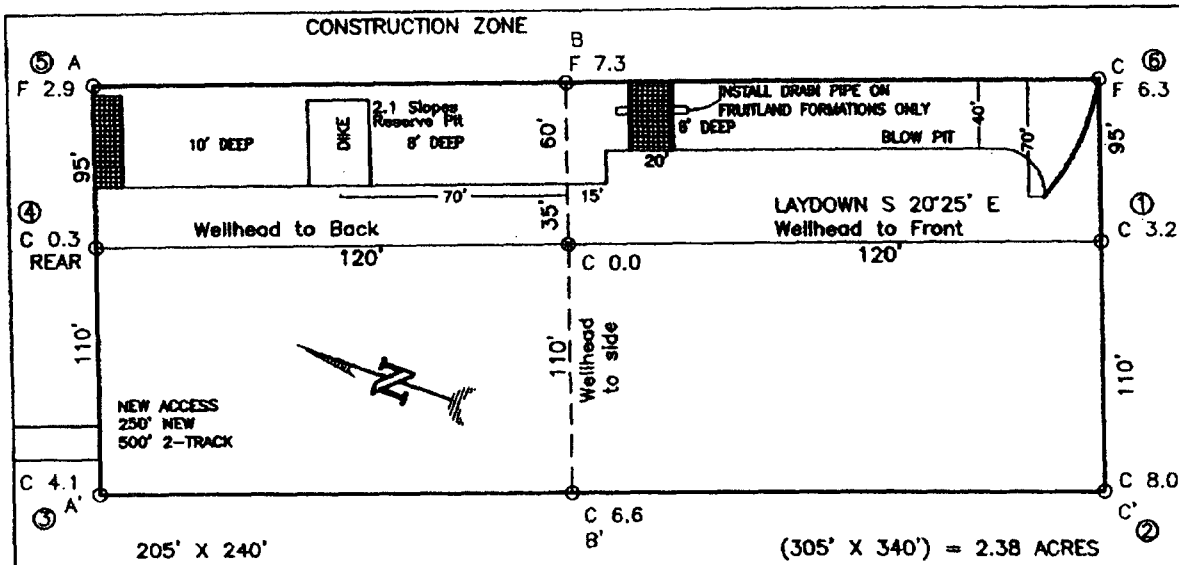 CONSTRUCTION ZONE
⑤ A
B
C ⑥
F 2.9
F 7.3
F 6.3
2.1 Slopes
Reserve Pit
10' DEEP
DIKE
8' DEEP
60'
INSTALL DRAIN PIPE ON
FRUITLAND FORMATIONS ONLY
8' DEEP
BLOW PIT
40'
70'
95'
95'
20'
70'
15'
35'
④
C 0.3
REAR
Wellhead to Back
120'
C 0.0
LAYDOWN S 20°25' E
Wellhead to Front
120'
①
C 3.2
110'
110'
Wellhead
to side
110'
N
NEW ACCESS
250' NEW
500' 2-TRACK
C 4.1
③ A'
C 6.6
B'
C 8.0
C'
②
205' X 240'
(305' X 340') = 2.38 ACRES